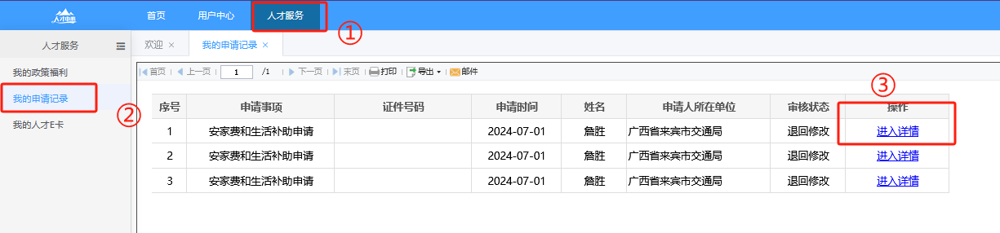 人才中心 首页 用户中心 人才服务
①
人才服务 欢迎 × 我的申请记录 ×
我的政策福利 首页 上一页 1 /1 下一页 末页 打印 导出 邮件
我的申请记录
②
我的人才E卡
③
序号 申请事项 证件号码 申请时间 姓名 申请人所在单位 审核状态 操作
1 安家费和生活补助申请 2024-07-01 詹胜 广西省来宾市交通局 退回修改 进入详情
2 安家费和生活补助申请 2024-07-01 詹胜 广西省来宾市交通局 退回修改 进入详情
3 安家费和生活补助申请 2024-07-01 詹胜 广西省来宾市交通局 退回修改 进入详情